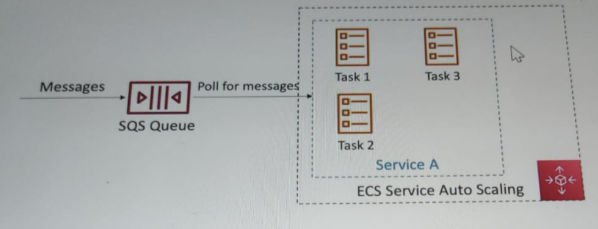 Messages
SQS Queue
Poll for messages
Task 1
Task 3
Task 2
Service A
ECS Service Auto Scaling